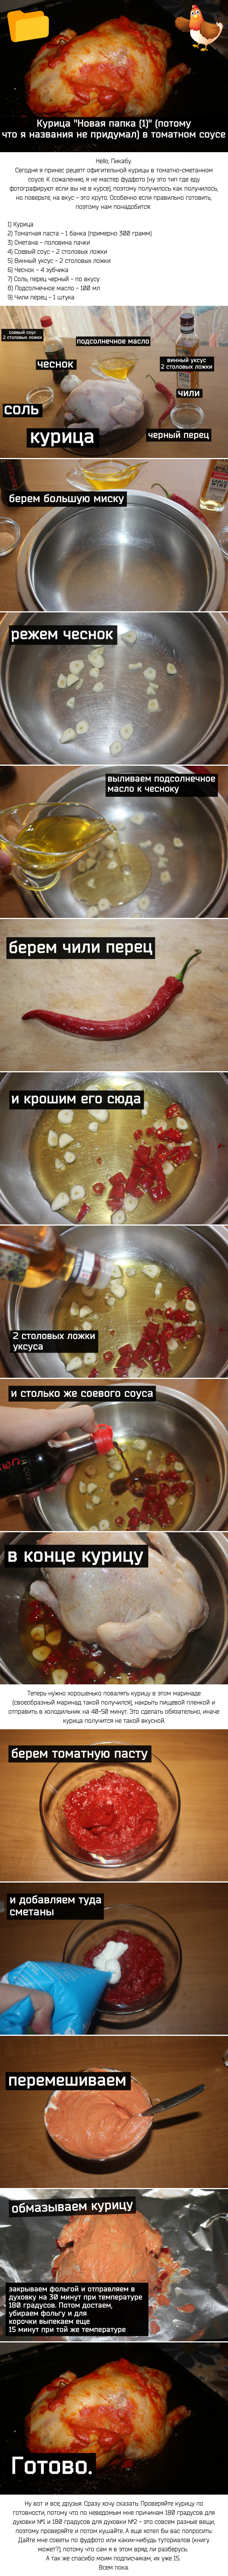 Курица "Новая папка (1)" (потому
что я названия не придумал) в томатном соусе
Hello, Пикабу.
Сегодня я принес рецепт офигительной курицы в томатно-сметанном
соусе. К сожалению, я не мастер фудфото (ну это тип где еду
фотографируют если вы не в курсе), поэтому получилось как получилось,
но поверьте, на вкус - это круто. Особенно если правильно готовить,
поэтому нам понадобится:
1) Курица
2) Томатная паста - 1 банка (примерно 300 грамм)
3) Сметана - половина пачки
4) Соевый соус - 2 столовых ложки
5) Винный уксус - 2 столовых ложки
6) Чеснок - 4 зубчика
7) Соль, перец черный - по вкусу
8) Подсолнечное масло - 100 мл
9) Чили перец - 1 штука
соевый соус
2 столовых ложки
подсолнечное масло
чеснок
винный уксус
2 столовых ложки
чили
соль
курица
черный перец
берем большую миску
режем чеснок
выливаем подсолнечное
масло к чесноку
берем чили перец
и крошим его сюда
2 столовых ложки
уксуса
и столько же соевого соуса
в конце курицу
Теперь нужно хорошенько повалять курицу в этом маринаде
(своеобразный маринад такой получился), накрыть пищевой пленкой и
отправить в холодильник на 40-50 минут. Это сделать обязательно, иначе
курица получится не такой вкусной.
берем томатную пасту
и добавляем туда
сметаны
перемешиваем
обмазываем курицу
закрываем фольгой и отправляем в
духовку на 30 минут при температуре
180 градусов. Потом достаем,
убираем фольгу и для
корочки выпекаем еще
15 минут при той же температуре
Готово.
Ну вот и все, друзья. Сразу хочу сказать: Проверяйте курицу по
готовности, потому что по неведомым мне причинам 180 градусов для
духовки №1 и 180 градусов для духовки №2 - это совсем разные вещи,
поэтому проверяйте и потом кушайте. А еще хотел бы вас попросить.
Дайте мне советы по фудфото или каких-нибудь туториалов (книгу
может?), потому что сам я в этом вряд ли разберусь.
А так же спасибо моим подписчикам, их уже 15.
Всем пока.